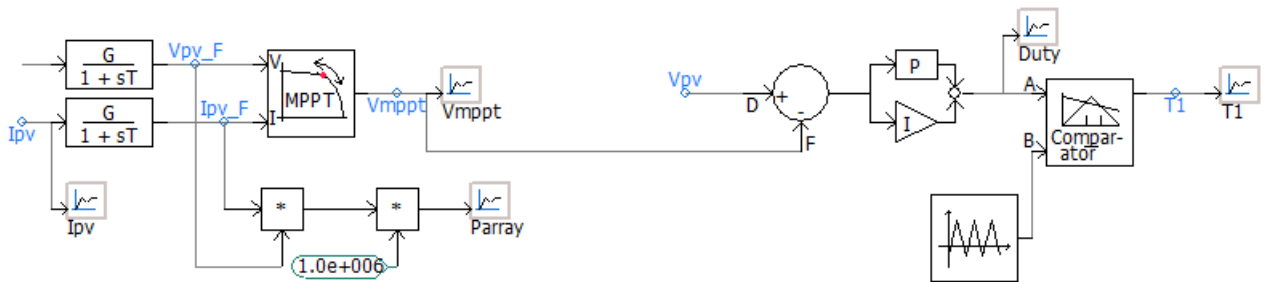 G
1 + sT
Vpv_F
V
I
MPPT
Vmppt
Vmppt
Ipv
G
1 + sT
Ipv_F
Ipv
*
*
1.0e+006
Parray
Vpv
D
+
-
F
P
I
Duty
A
B
Compar-
ator
T1
T1